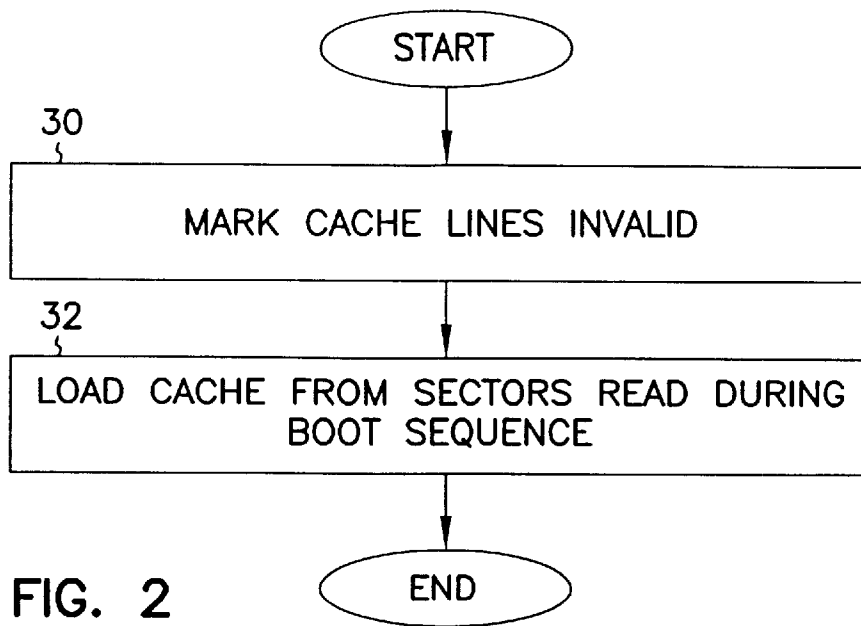 START
30
MARK CACHE LINES INVALID
32
LOAD CACHE FROM SECTORS READ DURING
BOOT SEQUENCE
END
FIG. 2